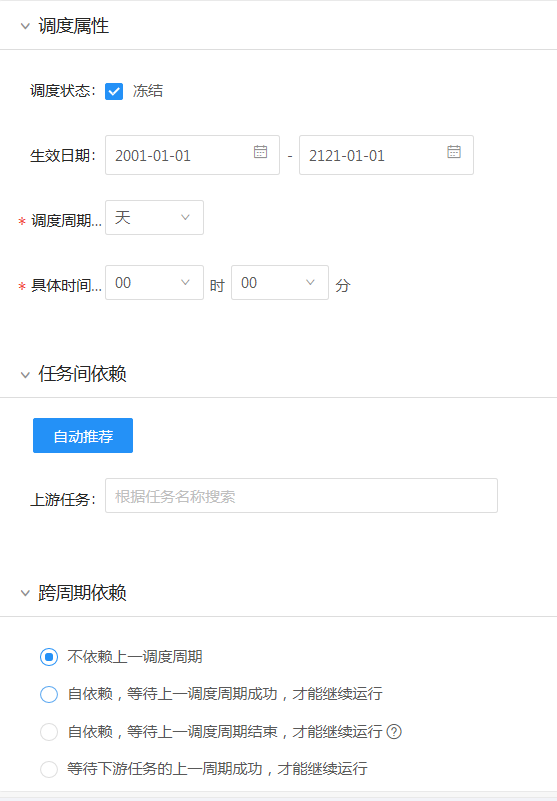 调度属性
调度状态： 冻结
生效日期： 2001-01-01 - 2121-01-01
* 调度周期... 天
* 具体时间... 00 时 00 分
任务间依赖
自动推荐
上游任务： 根据任务名称搜索
跨周期依赖
不依赖上一调度周期
自依赖，等待上一调度周期成功，才能继续运行
自依赖，等待上一调度周期结束，才能继续运行 ?
等待下游任务的上一周期成功，才能继续运行